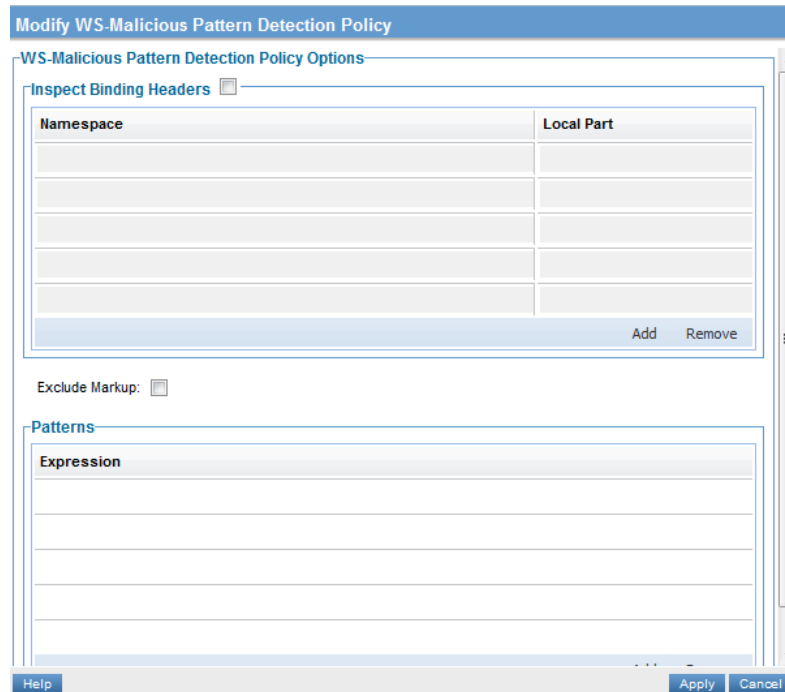 Modify WS-Malicious Pattern Detection Policy
WS-Malicious Pattern Detection Policy Options
Inspect Binding Headers
Namespace Local Part
Add Remove
Exclude Markup:
Patterns
Expression
Help Apply Cancel